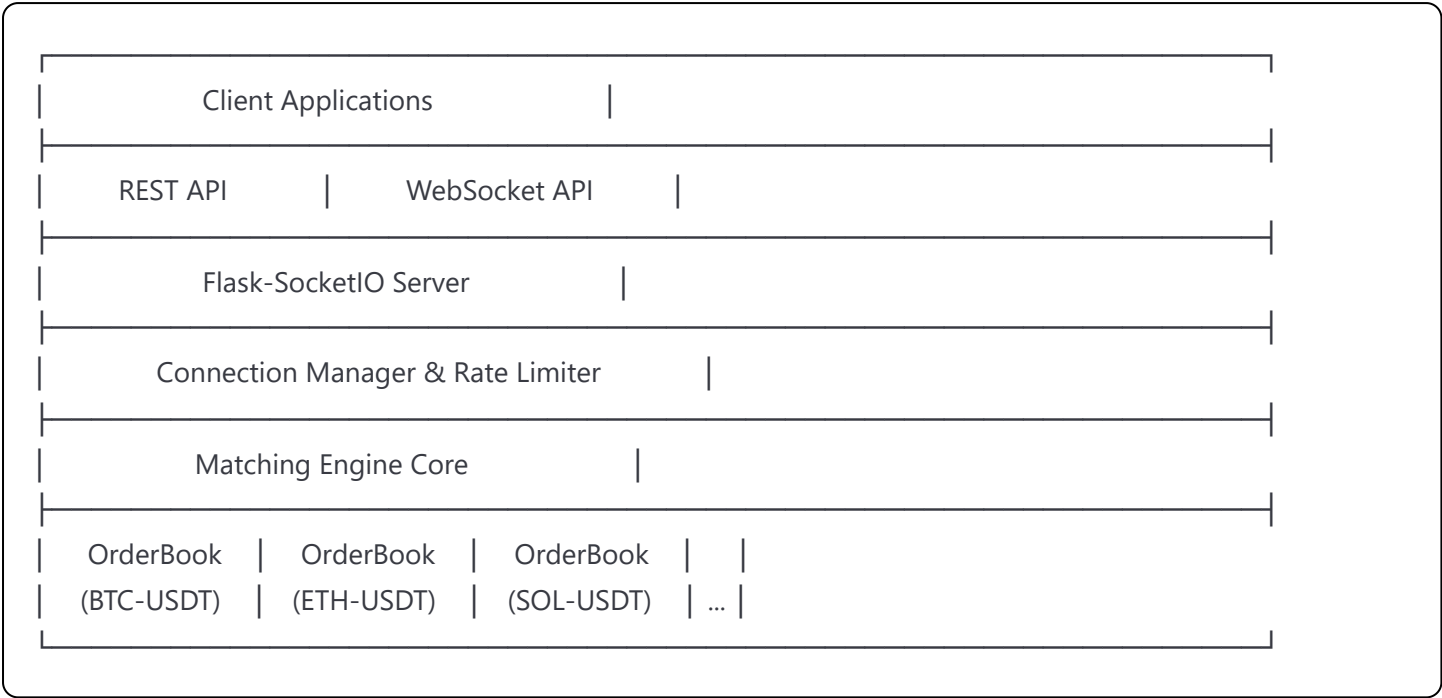 Client Applications
REST API | WebSocket API
Flask-SocketIO Server
Connection Manager & Rate Limiter
Matching Engine Core
OrderBook | OrderBook | OrderBook
(BTC-USDT) | (ETH-USDT) | (SOL-USDT) | ...